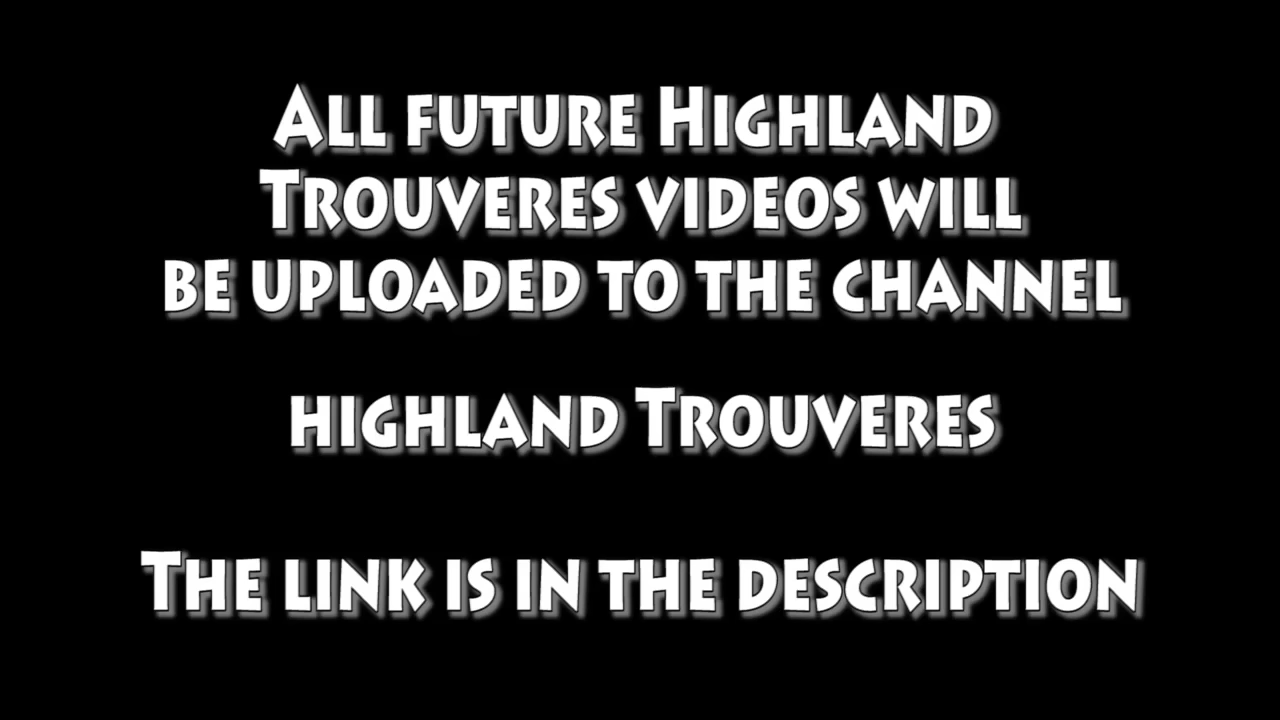 All future Highland
Trouveres videos will
be uploaded to the channel
highland Trouveres
The link is in the description